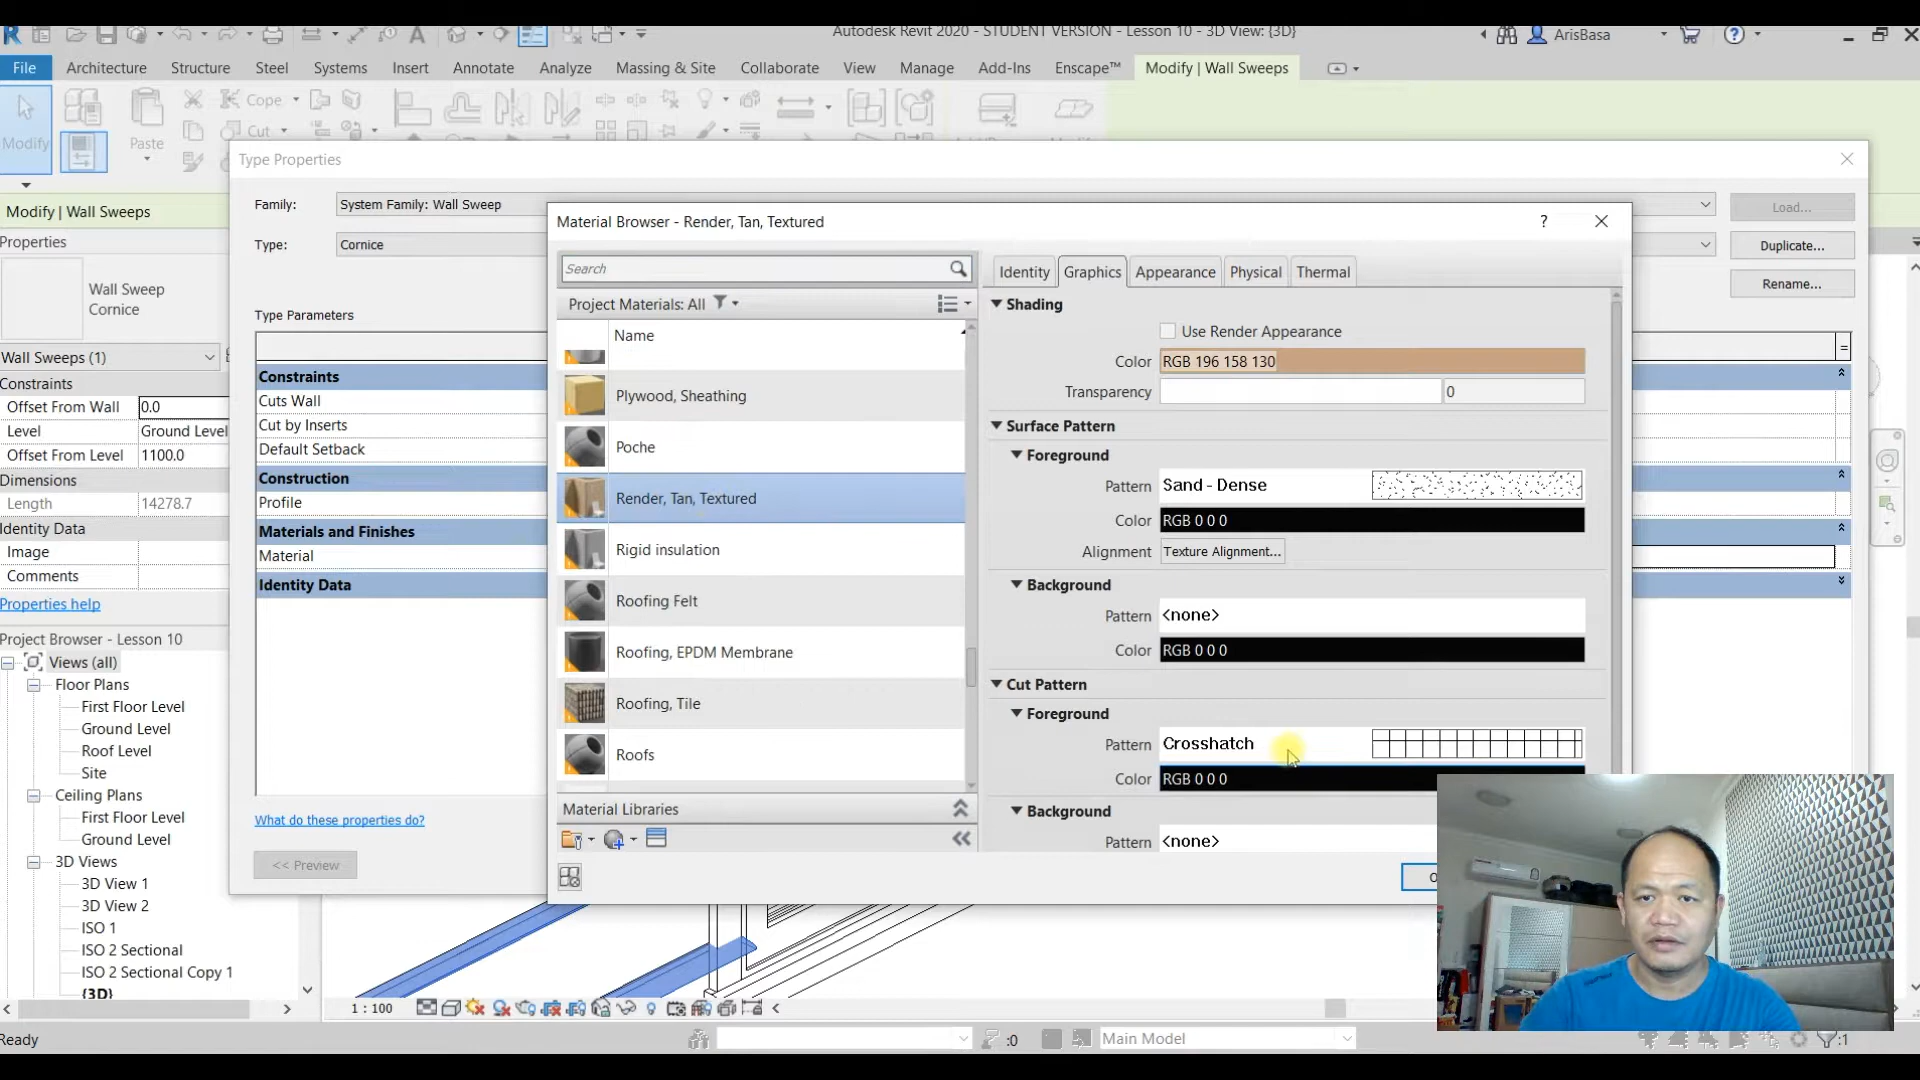 Autodesk Revit 2020 - STUDENT VERSION - Lesson 10 - 3D View: {3D}
ArisBasa
File Architecture Structure Steel Systems Insert Annotate Analyze Massing & Site Collaborate View Manage Add-Ins Enscape™ Modify | Wall Sweeps
Modify
Paste
Cope
Cut
Modify | Wall Sweeps
Properties
Wall Sweep
Cornice
Wall Sweeps (1)
Constraints
Offset From Wall 0.0
Level Ground Level
Offset From Level 1100.0
Dimensions
Length 14278.7
Identity Data
Image
Comments
Properties help
Project Browser - Lesson 10
Views (all)
Floor Plans
First Floor Level
Ground Level
Roof Level
Site
Ceiling Plans
First Floor Level
Ground Level
3D Views
3D View 1
3D View 2
ISO 1
ISO 2 Sectional
ISO 2 Sectional Copy 1
{3D}
Type Properties
Family: System Family: Wall Sweep
Load...
Type: Cornice
Duplicate...
Rename...
Type Parameters
=
Constraints
Cuts Wall
Cut by Inserts
Default Setback
Construction
Profile
Materials and Finishes
Material
Identity Data
What do these properties do?
<< Preview
Material Browser - Render, Tan, Textured
?
Search
Project Materials: All
Name
Plywood, Sheathing
Poche
Render, Tan, Textured
Rigid insulation
Roofing Felt
Roofing, EPDM Membrane
Roofing, Tile
Roofs
Material Libraries
Identity Graphics Appearance Physical Thermal
Shading
Use Render Appearance
Color RGB 196 158 130
Transparency 0
Surface Pattern
Foreground
Pattern Sand - Dense
Color RGB 0 0 0
Alignment Texture Alignment...
Background
Pattern <none>
Color RGB 0 0 0
Cut Pattern
Foreground
Pattern Crosshatch
Color RGB 0 0 0
Background
Pattern <none>
1 : 100
Ready
:0
Main Model
:1